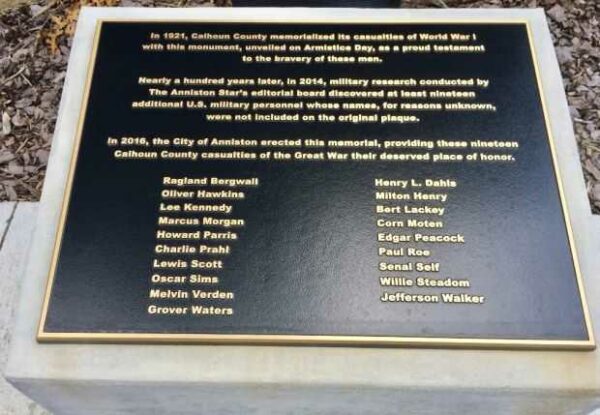 In 1921, Calhoun County memorialized its casualties of World War I
with this monument, unveiled on Armistice Day, as a proud testament
to the bravery of these men.
Nearly a hundred years later, in 2014, military research conducted by
The Anniston Star's editorial board discovered at least nineteen
additional U.S. military personnel whose names, for reasons unknown,
were not included on the original plaque.
In 2016, the City of Anniston erected this memorial, providing these nineteen
Calhoun County casualties of the Great War their deserved place of honor.
Ragland Bergwall
Oliver Hawkins
Lee Kennedy
Marcus Morgan
Howard Parris
Charlie Prahl
Lewis Scott
Oscar Sims
Melvin Verden
Grover Waters
Henry L. Dahls
Milton Henry
Bert Lackey
Corn Moten
Edgar Peacock
Paul Roe
Senal Self
Willie Steadom
Jefferson Walker